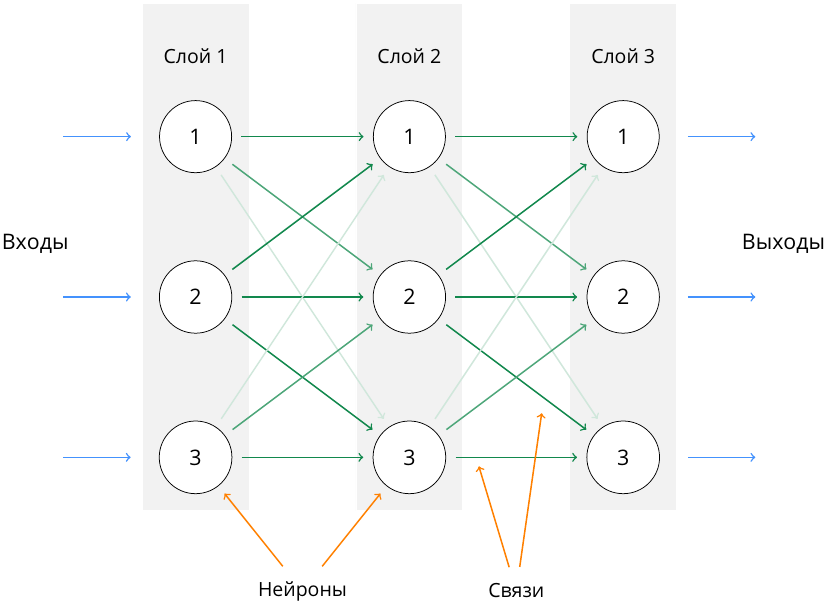 Слой 1
Слой 2
Слой 3
1
1
1
Входы
Выходы
2
2
2
3
3
3
Нейроны
Связи